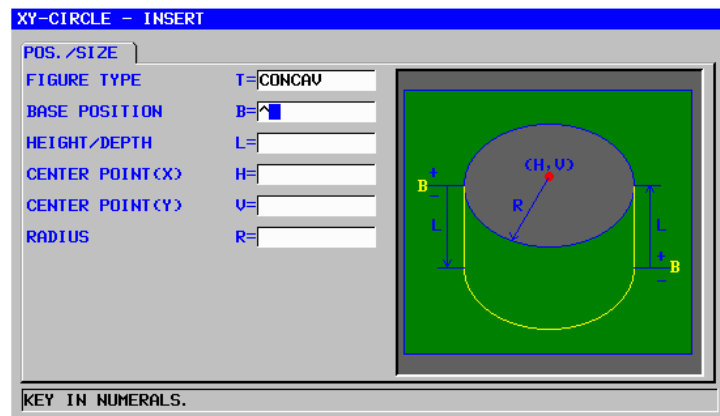 XY-CIRCLE - INSERT
POS./SIZE
FIGURE TYPE T=CONCAV
BASE POSITION B=^
HEIGHT/DEPTH L=
CENTER POINT(X) H=
CENTER POINT(Y) V=
RADIUS R=
(H,V)
+
B
-
R
L
L
+
B
-
KEY IN NUMERALS.